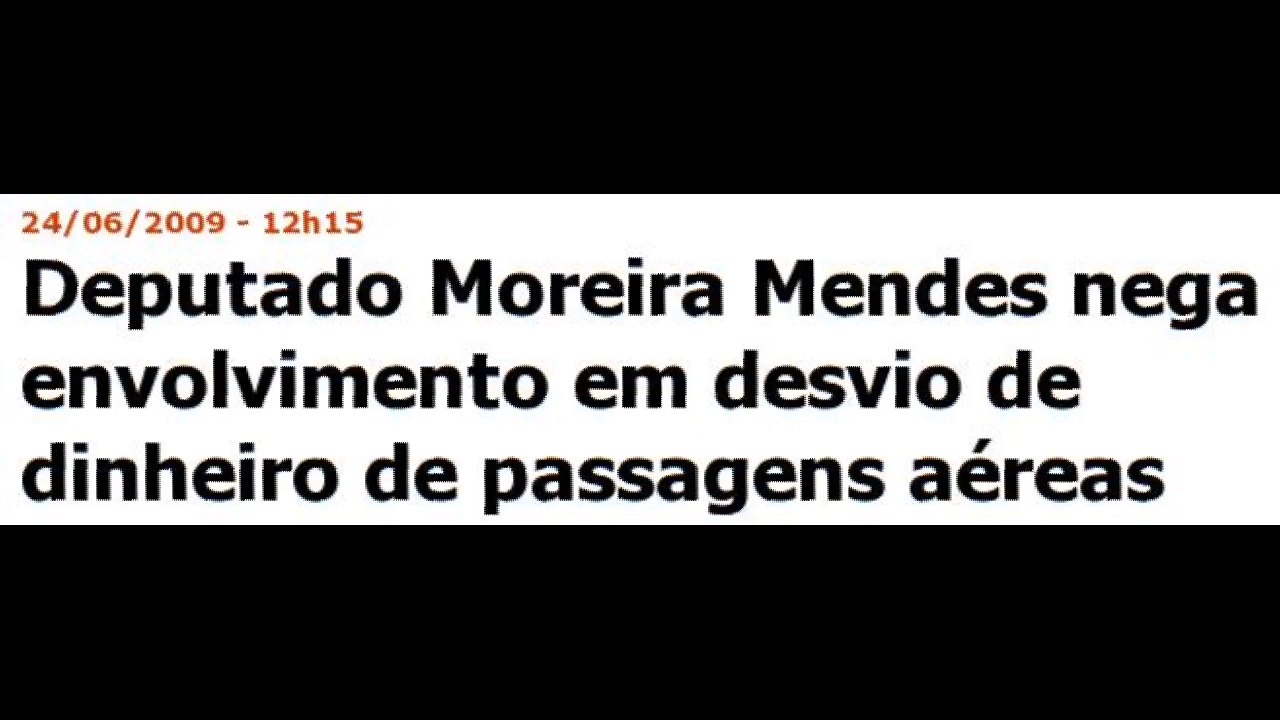 24/06/2009 - 12h15
Deputado Moreira Mendes nega
envolvimento em desvio de
dinheiro de passagens aéreas